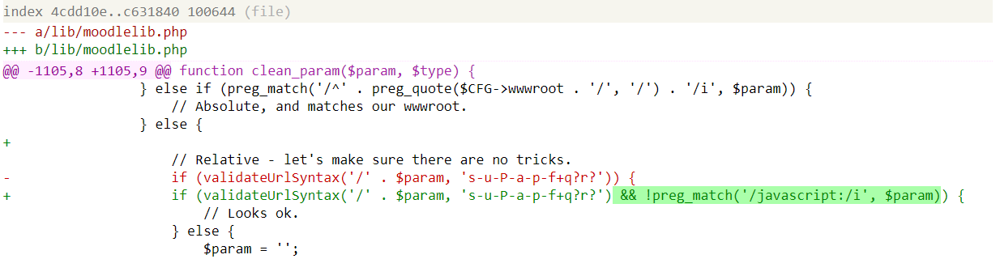 index 4cdd10e..c631840 100644 (file)
--- a/lib/moodlelib.php
+++ b/lib/moodlelib.php
@@ -1105,8 +1105,9 @@ function clean_param($param, $type) {
                } else if (preg_match('/^' . preg_quote($CFG->wwwroot . '/', '/') . '/i', $param)) {
                    // Absolute, and matches our wwwroot.
                } else {
+
                    // Relative - let's make sure there are no tricks.
-                    if (validateUrlSyntax('/' . $param, 's-u-P-a-p-f+q?r?')) {
+                    if (validateUrlSyntax('/' . $param, 's-u-P-a-p-f+q?r?') && !preg_match('/javascript:/i', $param)) {
                        // Looks ok.
                    } else {
                        $param = '';